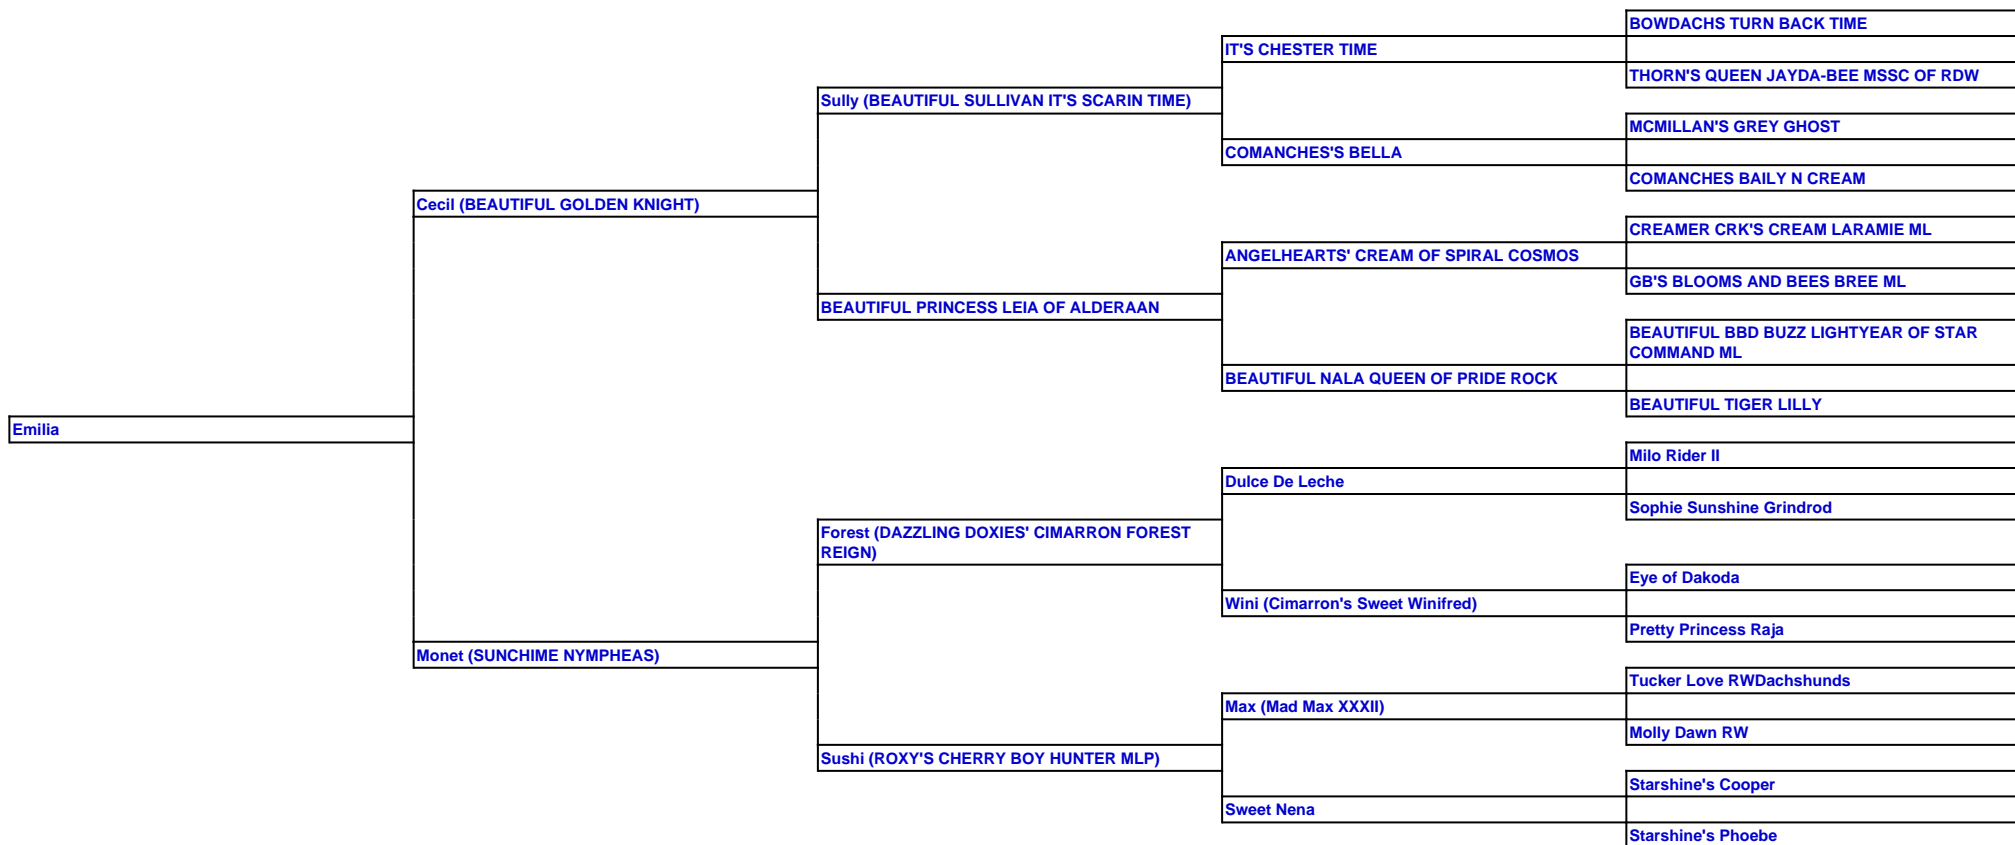 BOWDACHS TURN BACK TIME
IT'S CHESTER TIME
THORN'S QUEEN JAYDA-BEE MSSC OF RDW
Sully (BEAUTIFUL SULLIVAN IT'S SCARIN TIME)
MCMILLAN'S GREY GHOST
COMANCHES'S BELLA
COMANCHES BAILY N CREAM
Cecil (BEAUTIFUL GOLDEN KNIGHT)
CREAMER CRK'S CREAM LARAMIE ML
ANGELHEARTS' CREAM OF SPIRAL COSMOS
GB'S BLOOMS AND BEES BREE ML
BEAUTIFUL PRINCESS LEIA OF ALDERAAN
BEAUTIFUL BBD BUZZ LIGHTYEAR OF STAR
COMMAND ML
BEAUTIFUL NALA QUEEN OF PRIDE ROCK
BEAUTIFUL TIGER LILLY
Emilia
Milo Rider II
Dulce De Leche
Sophie Sunshine Grindrod
Forest (DAZZLING DOXIES' CIMARRON FOREST
REIGN)
Eye of Dakoda
Wini (Cimarron's Sweet Winifred)
Pretty Princess Raja
Monet (SUNCHIME NYMPHEAS)
Tucker Love RWDachshunds
Max (Mad Max XXXII)
Molly Dawn RW
Sushi (ROXY'S CHERRY BOY HUNTER MLP)
Starshine's Cooper
Sweet Nena
Starshine's Phoebe